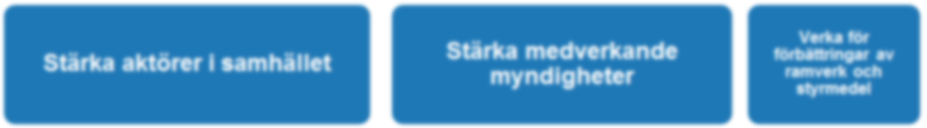 Stärka aktörer i samhället
Stärka medverkande
myndigheter
Verka för
förbättringar av
ramverk och
styrmedel